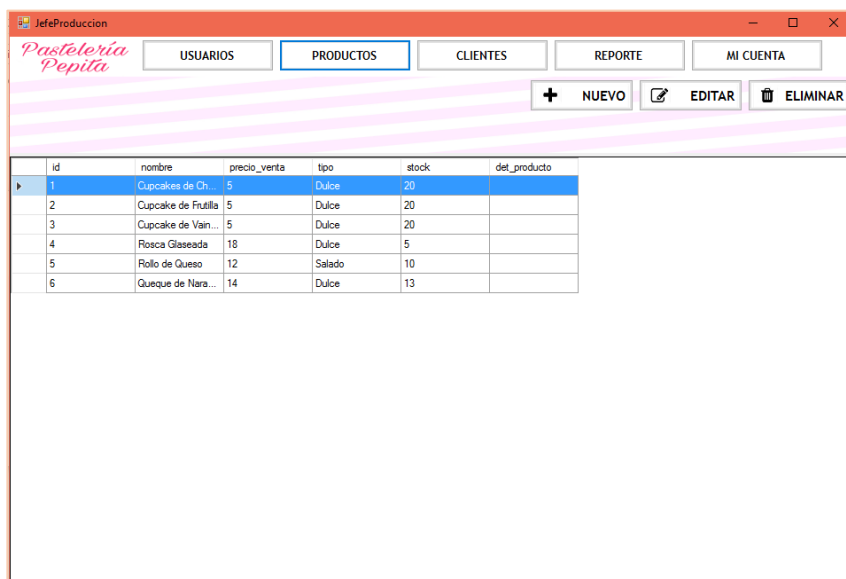 JefeProduccion
Pastelería
Pepita
USUARIOS PRODUCTOS CLIENTES REPORTE MI CUENTA
NUEVO EDITAR ELIMINAR
id nombre precio_venta tipo stock det_producto
1 Cupcakes de Ch... 5 Dulce 20
2 Cupcake de Frutilla 5 Dulce 20
3 Cupcake de Vain... 5 Dulce 20
4 Rosca Glaseada 18 Dulce 5
5 Rollo de Queso 12 Salado 10
6 Queque de Nara... 14 Dulce 13